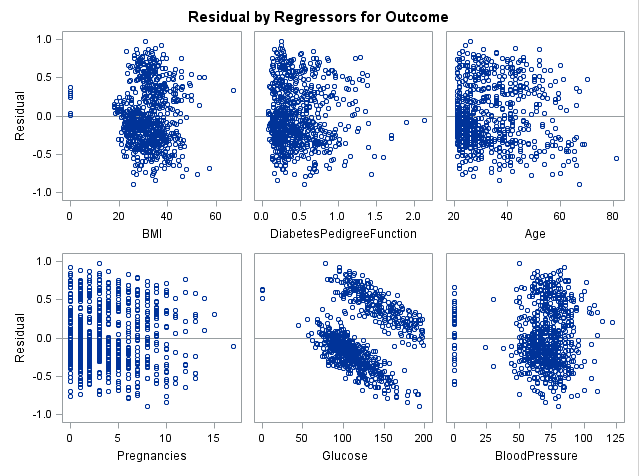 Residual by Regressors for Outcome
Residual
1.0
0.5
0.0
-0.5
-1.0
0 20 40 60
BMI
0.0 0.5 1.0 1.5 2.0
DiabetesPedigreeFunction
20 40 60 80
Age
Residual
1.0
0.5
0.0
-0.5
-1.0
0 5 10 15
Pregnancies
0 50 100 150 200
Glucose
0 25 50 75 100 125
BloodPressure